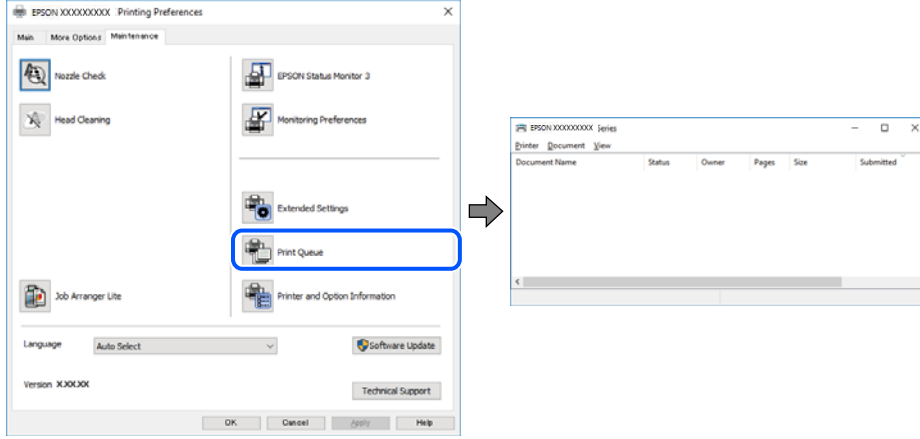 EPSON XXXXXXXXX Printing Preferences
Main More Options Maintenance
Nozzle Check
EPSON Status Monitor 3
Head Cleaning
Monitoring Preferences
Extended Settings
Print Queue
Job Arranger Lite
Printer and Option Information
Language Auto Select
Software Update
Version X.XX.XX
Technical Support
OK Cancel Apply Help
EPSON XXXXXXXXX Series
Printer Document View
Document Name Status Owner Pages Size Submitted